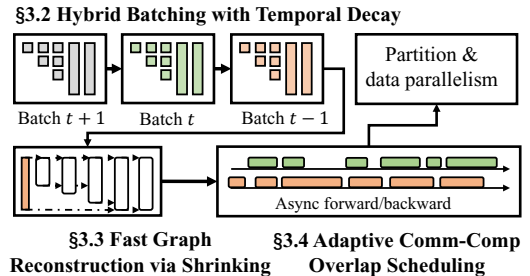 §3.2 Hybrid Batching with Temporal Decay
Batch t + 1
Batch t
Batch t − 1
Partition &
data parallelism
Async forward/backward
§3.3 Fast Graph
Reconstruction via Shrinking
§3.4 Adaptive Comm-Comp
Overlap Scheduling